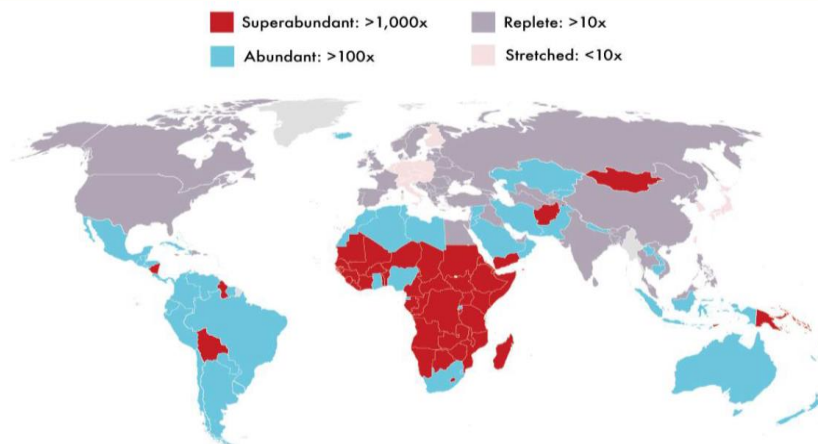 Superabundant: >1,000x
Replete: >10x
Abundant: >100x
Stretched: <10x